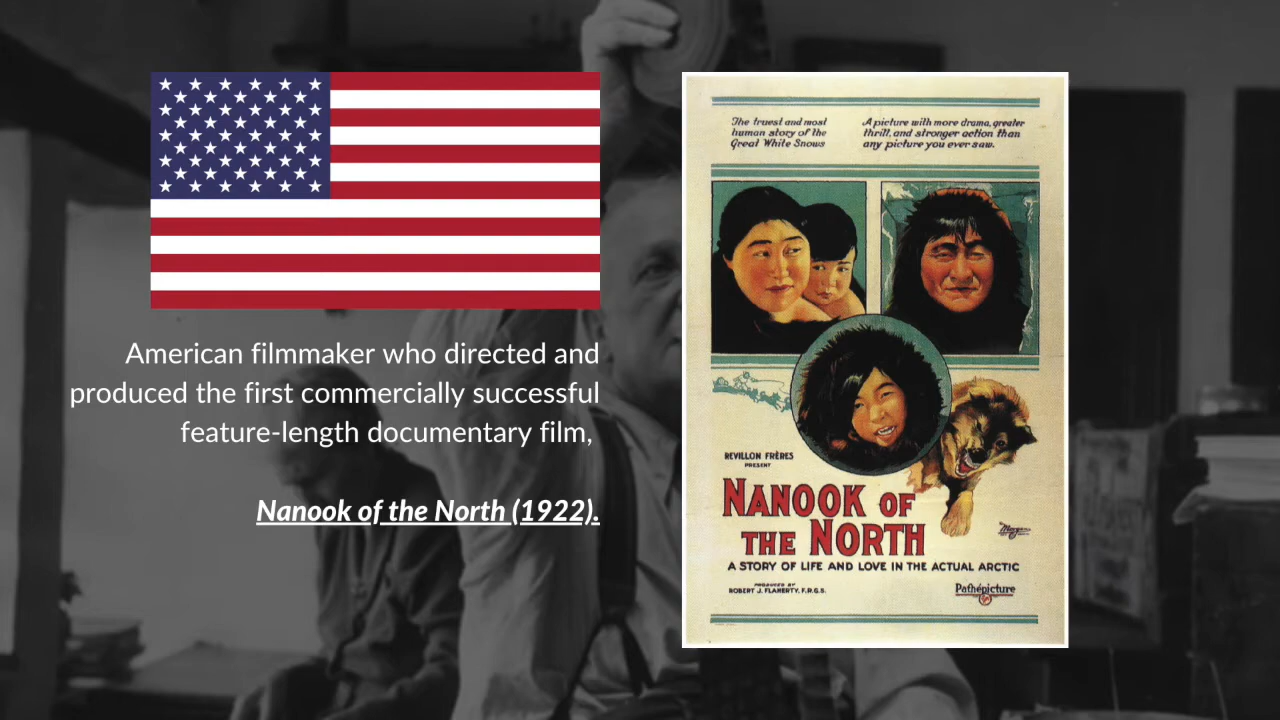 American filmmaker who directed and
produced the first commercially successful
feature-length documentary film,
Nanook of the North (1922).
The truest and most
human story of the
Great White Snows
A picture with more drama, greater
thrill, and stronger action than
any picture you ever saw.
REVILLON FRÈRES
PRESENT
NANOOK OF
THE NORTH
A STORY OF LIFE AND LOVE IN THE ACTUAL ARCTIC
PRODUCED BY
ROBERT J. FLAHERTY, F.R.G.S.
Pathépicture